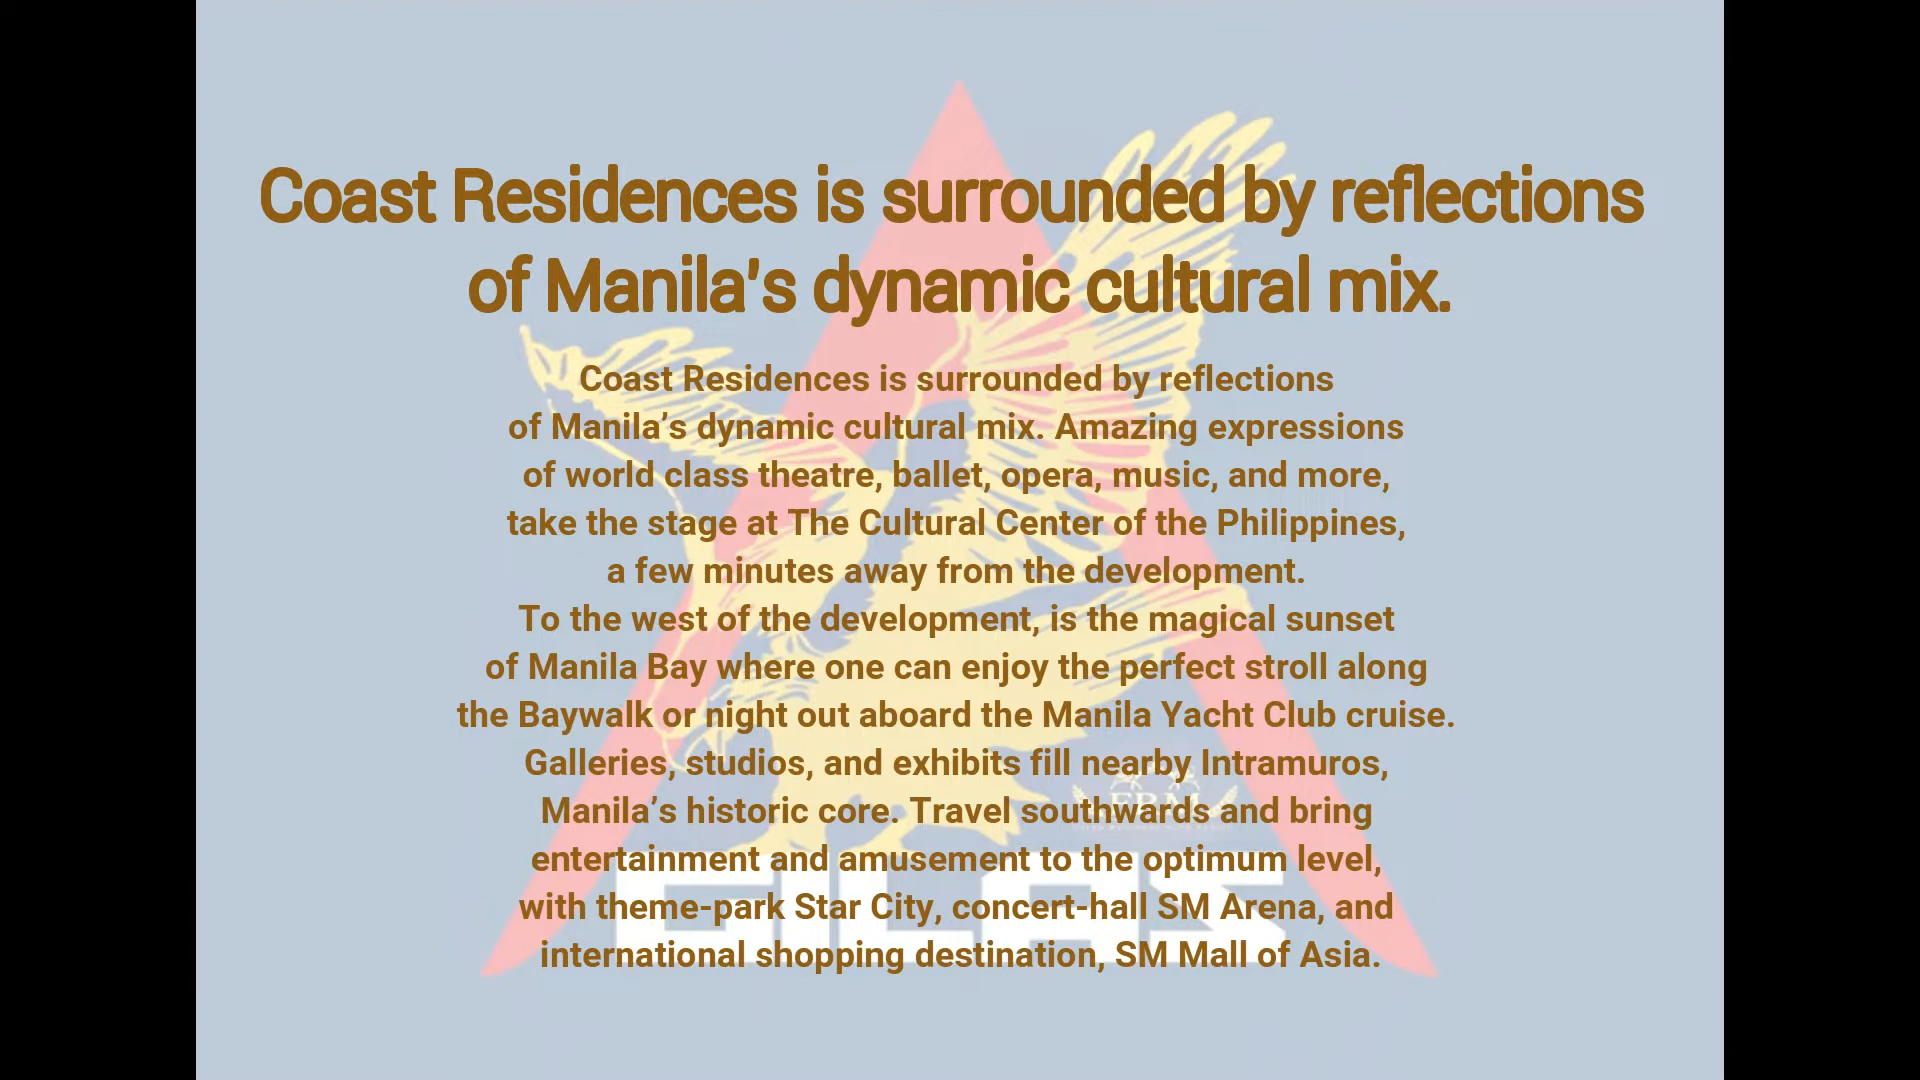 Coast Residences is surrounded by reflections
of Manila's dynamic cultural mix.
Coast Residences is surrounded by reflections
of Manila’s dynamic cultural mix. Amazing expressions
of world class theatre, ballet, opera, music, and more,
take the stage at The Cultural Center of the Philippines,
a few minutes away from the development.
To the west of the development, is the magical sunset
of Manila Bay where one can enjoy the perfect stroll along
the Baywalk or night out aboard the Manila Yacht Club cruise.
Galleries, studios, and exhibits fill nearby Intramuros,
Manila’s historic core. Travel southwards and bring
entertainment and amusement to the optimum level,
with theme-park Star City, concert-hall SM Arena, and
international shopping destination, SM Mall of Asia.
GILAS